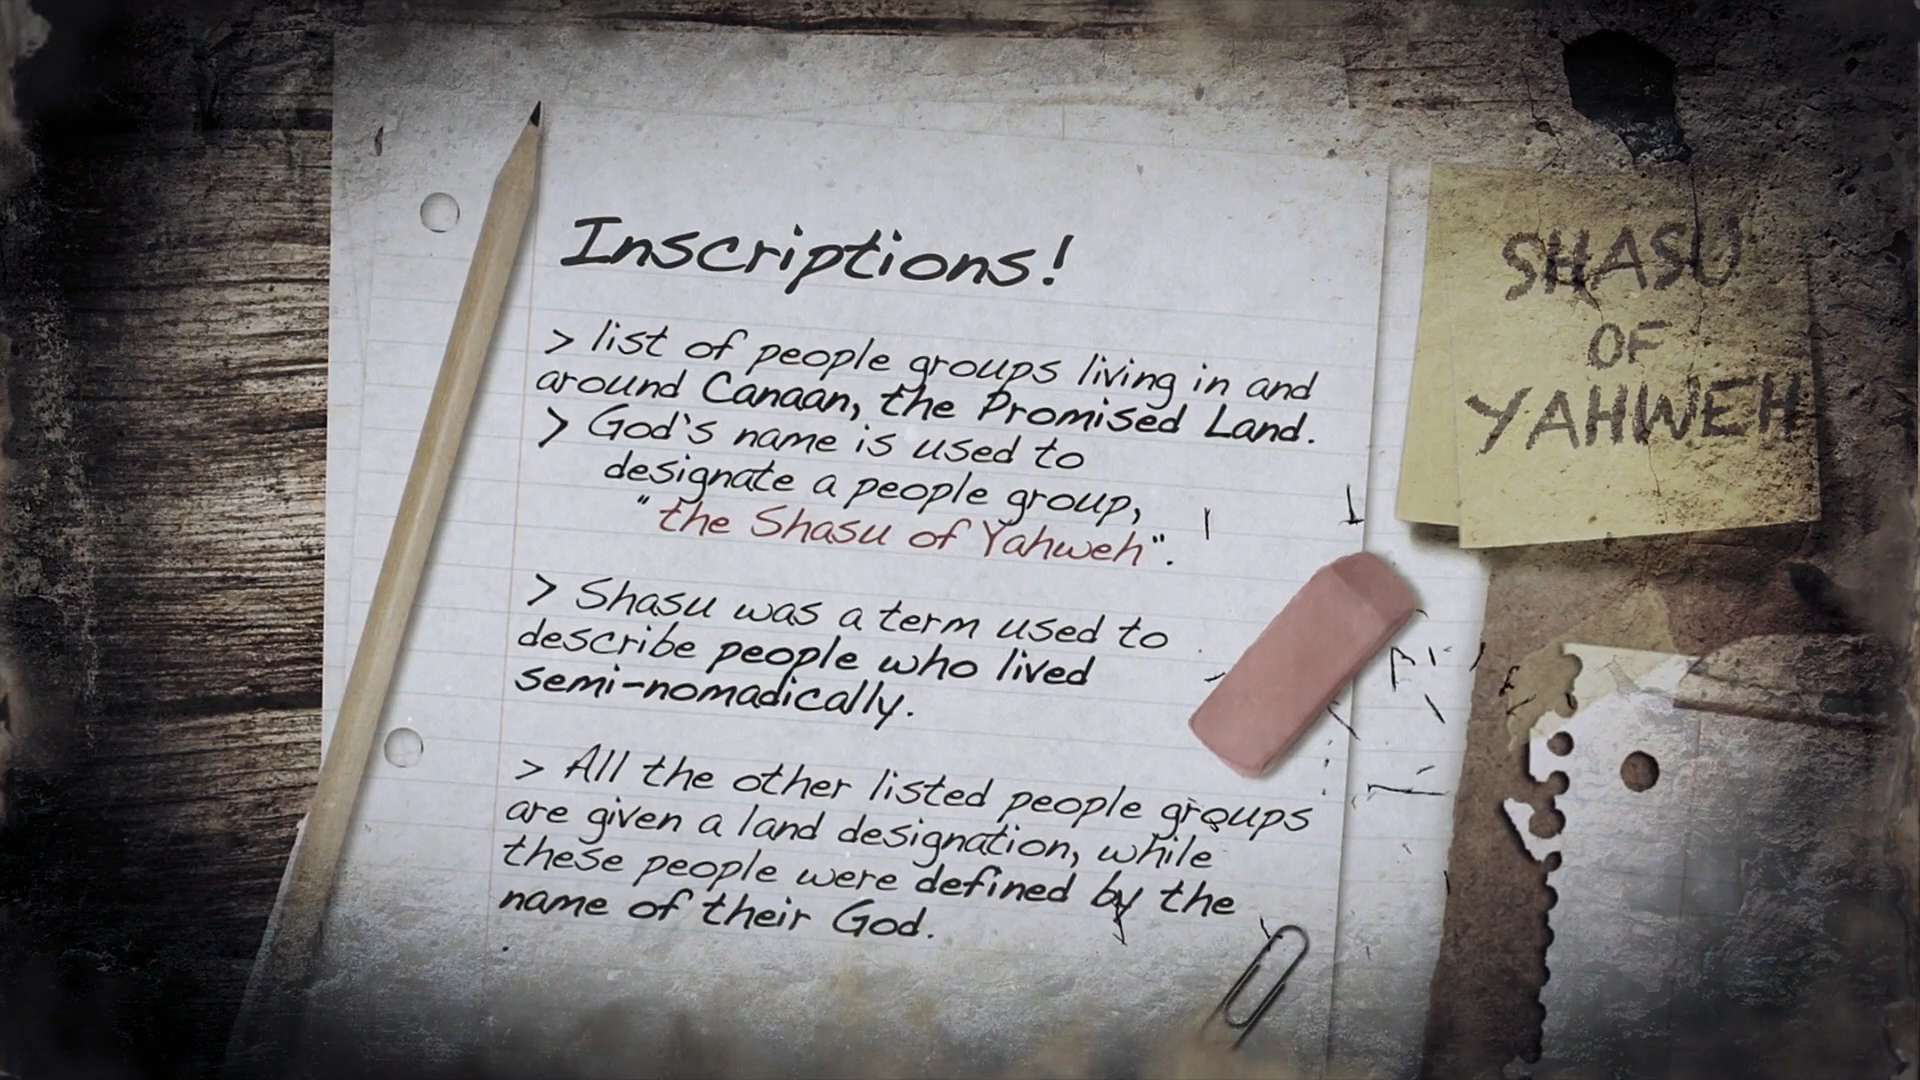 Inscriptions!
> list of people groups living in and
around Canaan, the Promised Land.
> God's name is used to
designate a people group,
"the Shasu of Yahweh".
> Shasu was a term used to
describe people who lived
semi-nomadically.
> All the other listed people groups
are given a land designation, while
these people were defined by the
name of their God.
SHASU
OF
YAHWEH